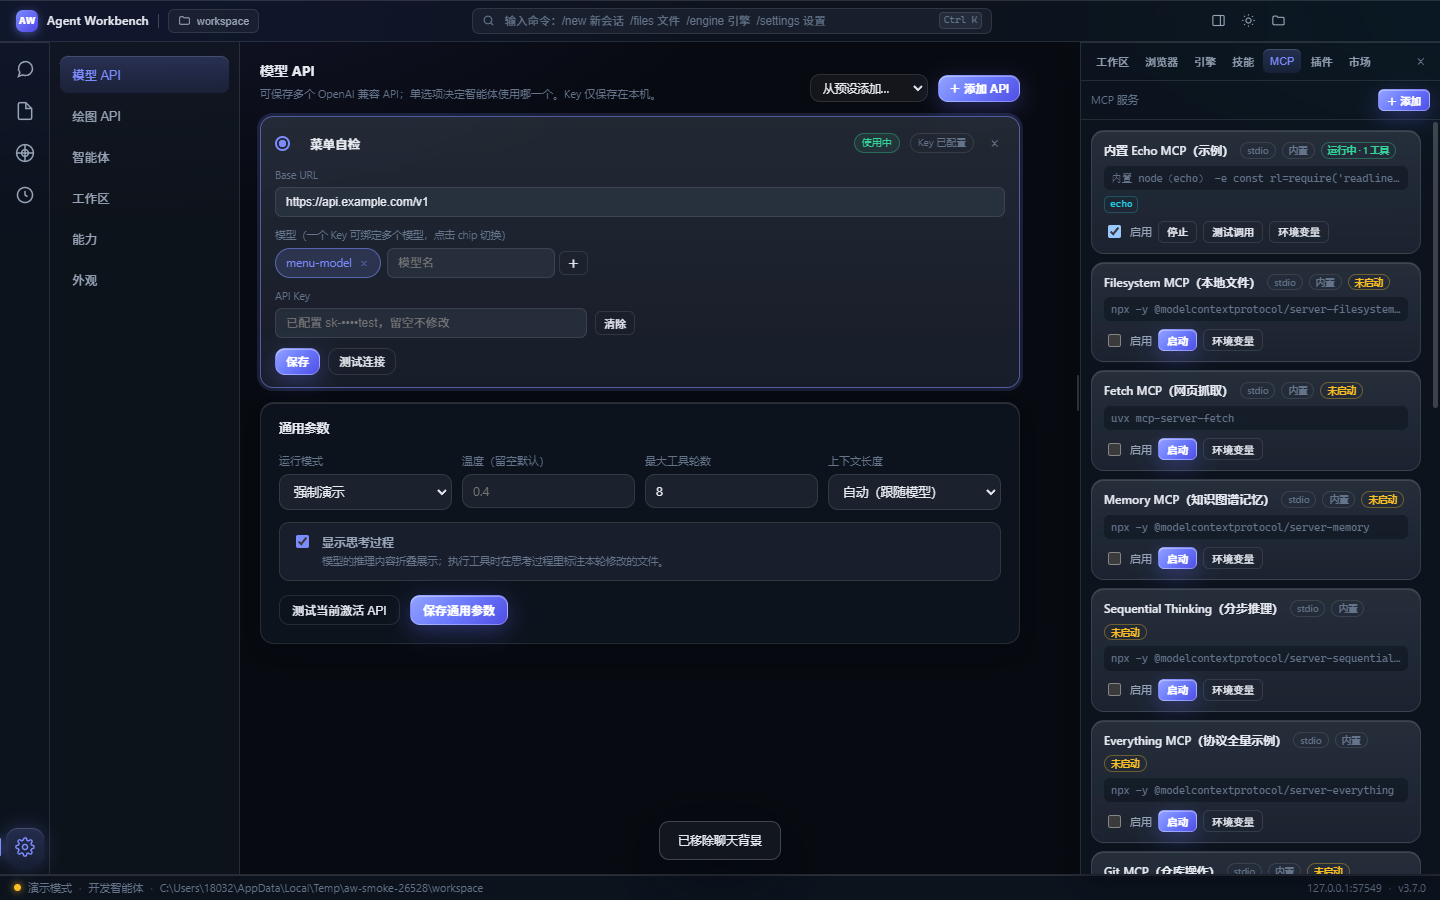 AW Agent Workbench workspace 输入命令：/new 新会话 /files 文件 /engine 引擎 /settings 设置 Ctrl K
模型 API
绘图 API
智能体
工作区
能力
外观
模型 API
可保存多个 OpenAI 兼容 API；单选项决定智能体使用哪一个。Key 仅保存在本机。
从预设添加...
+ 添加 API
菜单自检 使用中 Key 已配置 ×
Base URL
https://api.example.com/v1
模型（一个 Key 可绑定多个模型，点击 chip 切换）
menu-model × 模型名 +
API Key
已配置 sk-••••test，留空不修改 清除
保存 测试连接
通用参数
运行模式 温度（留空默认） 最大工具轮数 上下文长度
强制演示 0.4 8 自动（跟随模型）
显示思考过程
模型的推理内容折叠展示；执行工具时在思考过程里标注本轮修改的文件。
测试当前激活 API 保存通用参数
已移除聊天背景
工作区 浏览器 引擎 技能 MCP 插件 市场 ×
MCP 服务 + 添加
内置 Echo MCP（示例） stdio 内置 运行中 · 1 工具
内置 node（echo） -e const rl=require('readline…
echo
启用 停止 测试调用 环境变量
Filesystem MCP（本地文件） stdio 内置 未启动
npx -y @modelcontextprotocol/server-filesystem…
启用 启动 环境变量
Fetch MCP（网页抓取） stdio 内置 未启动
uvx mcp-server-fetch
启用 启动 环境变量
Memory MCP（知识图谱记忆） stdio 内置 未启动
npx -y @modelcontextprotocol/server-memory
启用 启动 环境变量
Sequential Thinking（分步推理） stdio 内置
未启动
npx -y @modelcontextprotocol/server-sequential…
启用 启动 环境变量
Everything MCP（协议全量示例） stdio 内置
未启动
npx -y @modelcontextprotocol/server-everything
启用 启动 环境变量
Git MCP（仓库操作） stdio 内置 未启动
演示模式 · 开发智能体 · C:\Users\18032\AppData\Local\Temp\aw-smoke-26528\workspace
127.0.0.1:57549 · v3.7.0